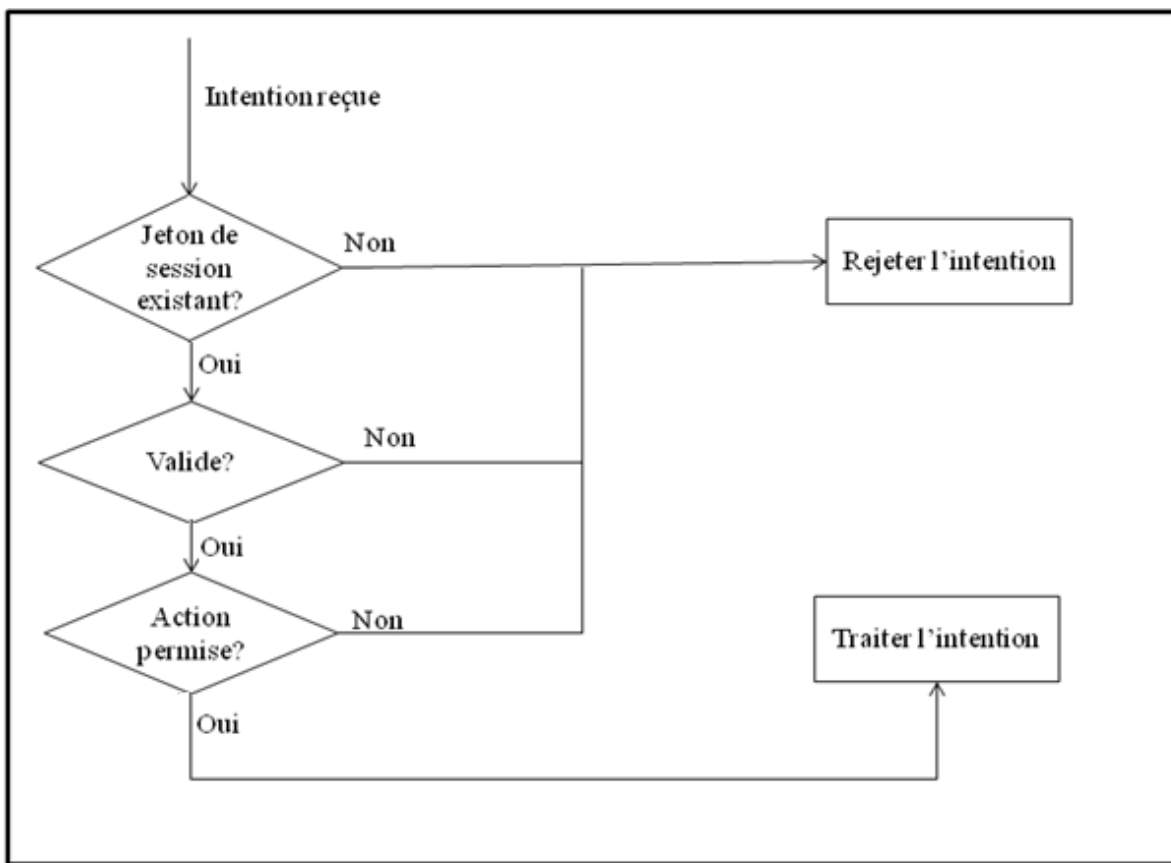 Intention reçue
Jeton de
session
existant?
Non
Rejeter l’intention
Oui
Valide?
Non
Oui
Action
permise?
Non
Traiter l’intention
Oui